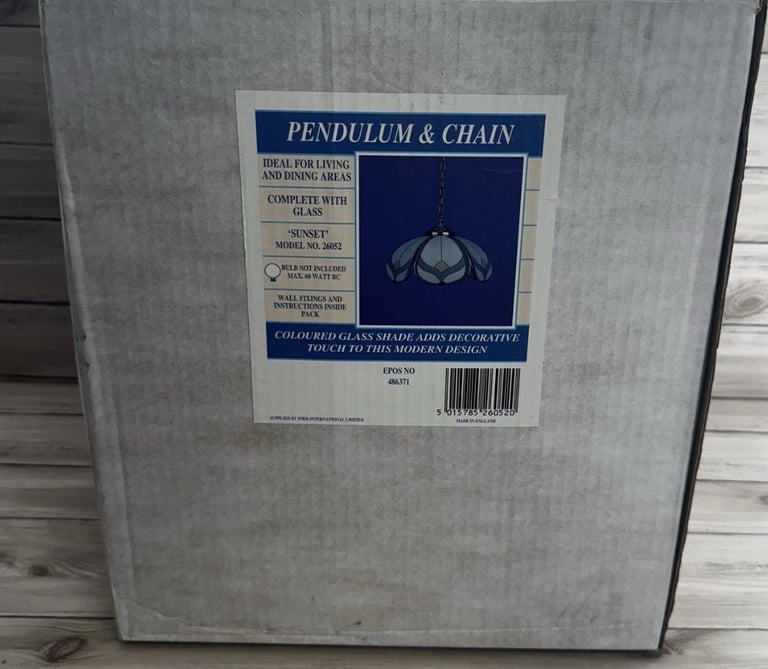 PENDULUM & CHAIN
IDEAL FOR LIVING
AND DINING AREAS
COMPLETE WITH
GLASS
'SUNSET'
MODEL NO. 26052
BULB NOT INCLUDED
MAX. 60 WATT BC
WALL FIXINGS AND
INSTRUCTIONS INSIDE
PACK
COLOURED GLASS SHADE ADDS DECORATIVE
TOUCH TO THIS MODERN DESIGN
EPOS NO
486371
5 015785 260520
SUPPLIED BY IPRIS INTERNATIONAL LIMITED
MADE IN ENGLAND